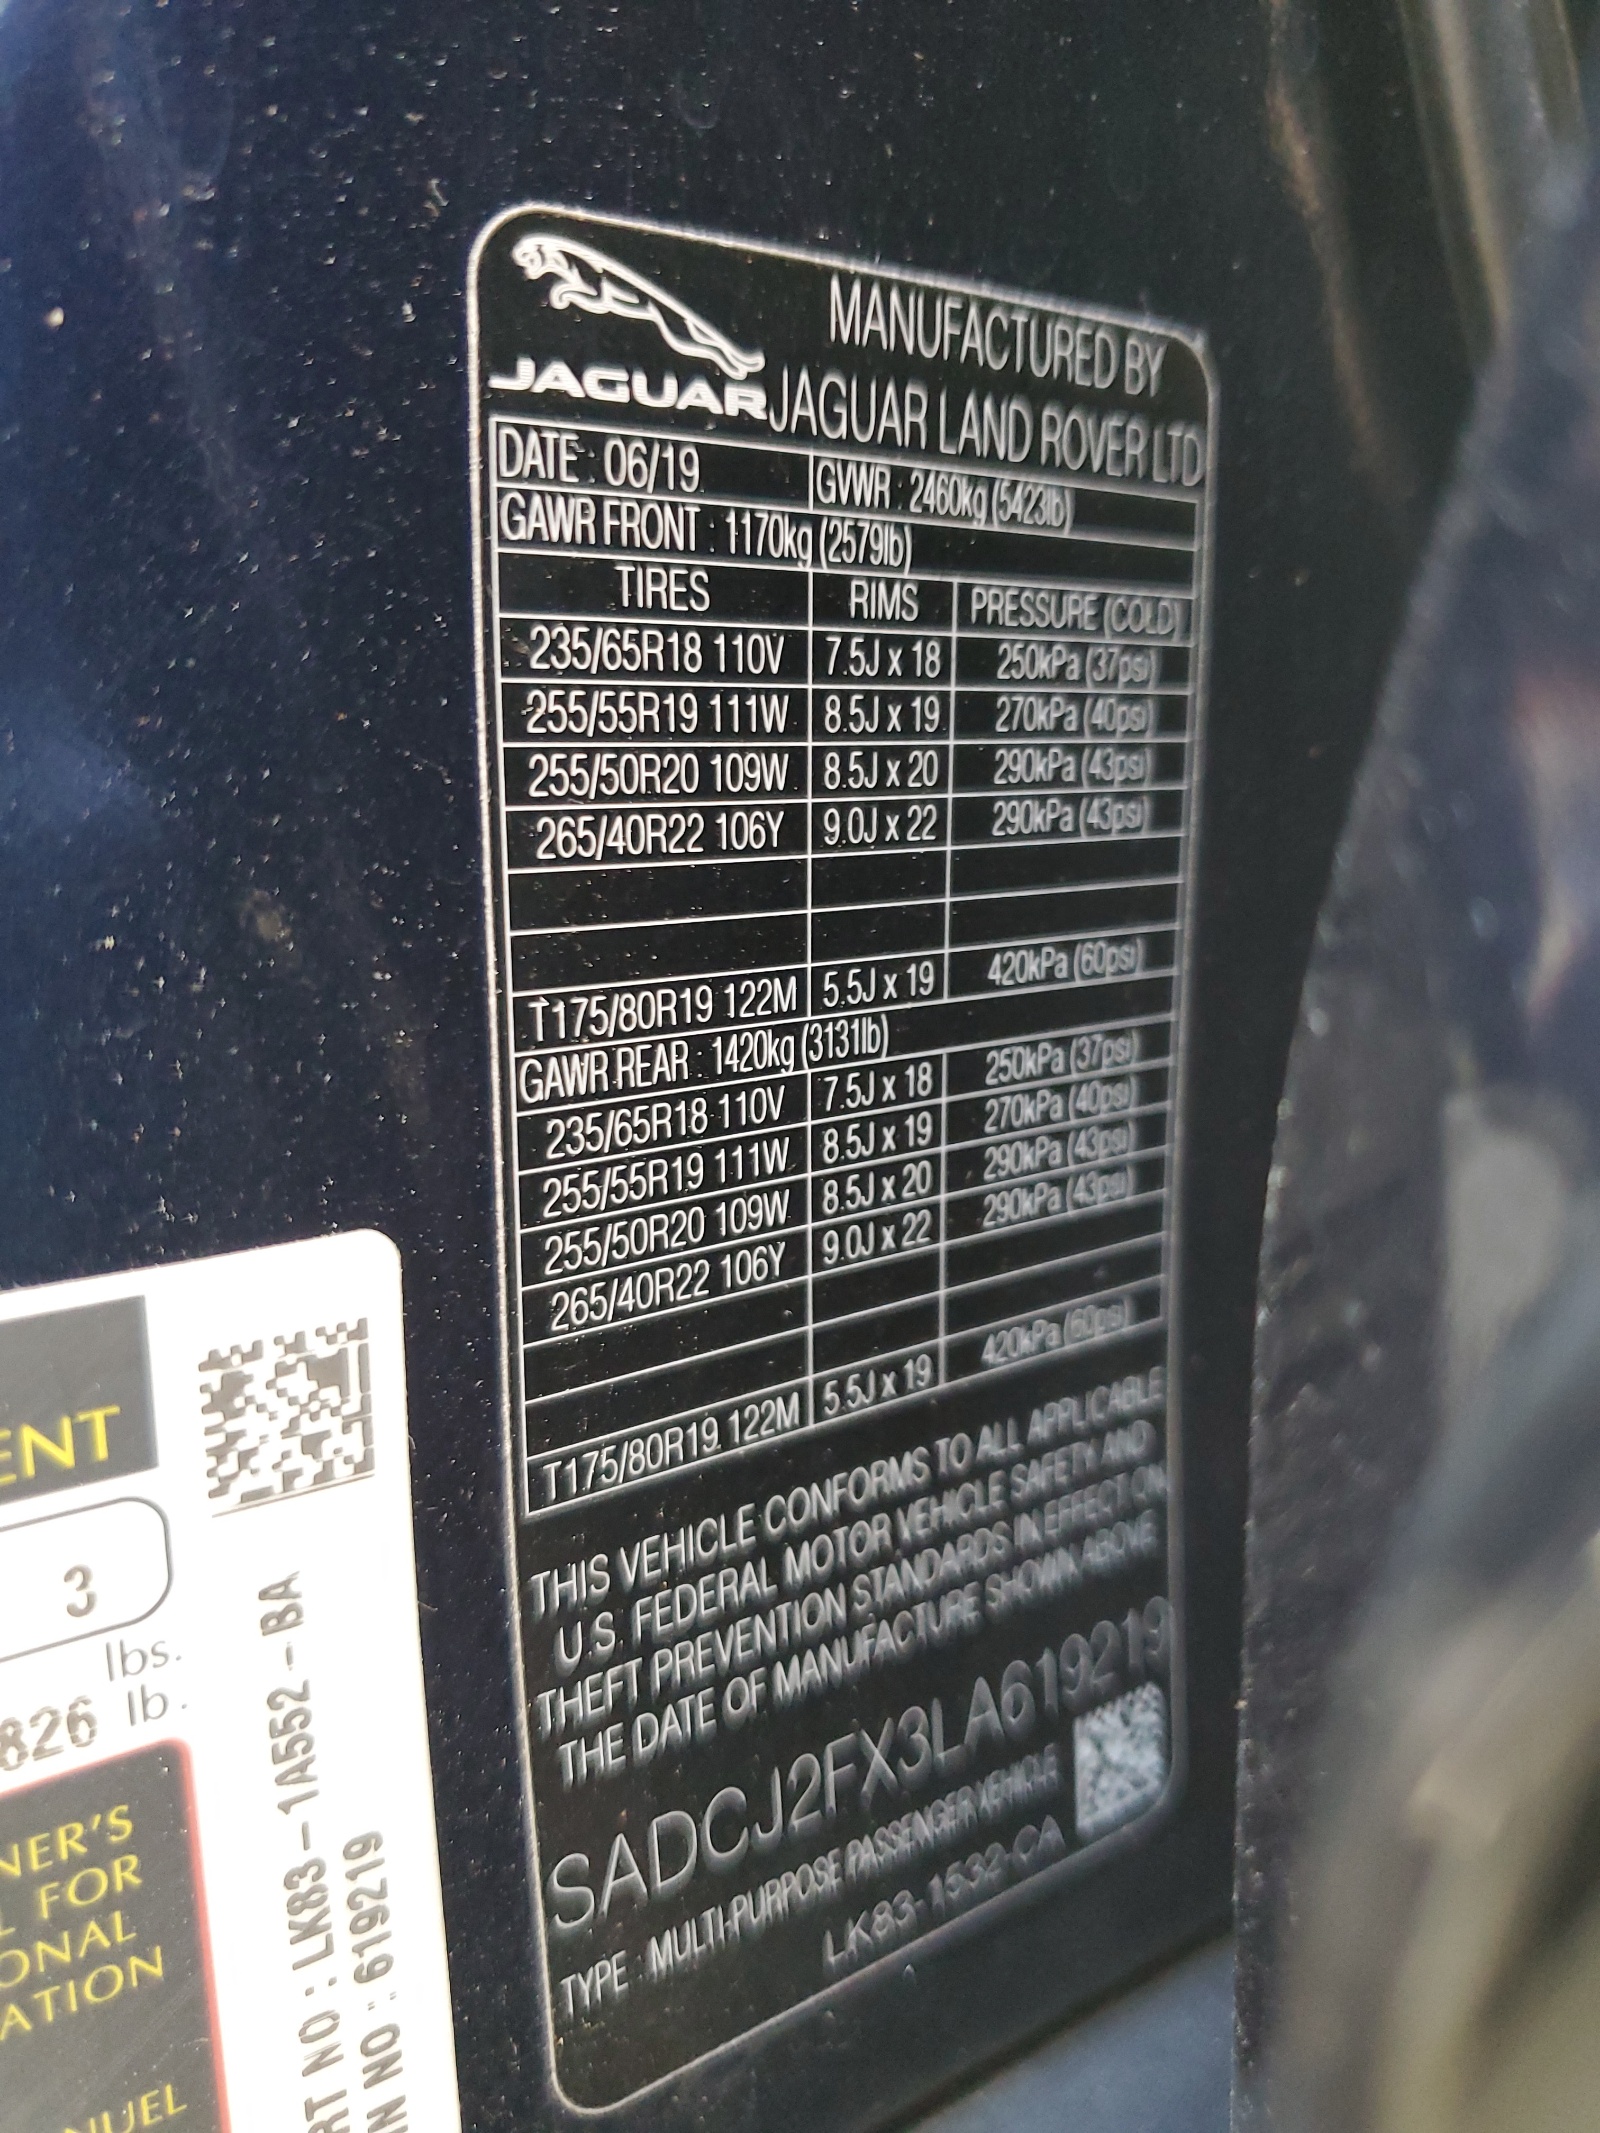 JAGUAR
MANUFACTURED BY
JAGUAR LAND ROVER LTD
DATE : 06/19 GVWR : 2460kg (5423lb)
GAWR FRONT : 1170kg (2579lb)
TIRES RIMS PRESSURE (COLD)
235/65R18 110V 7.5J x 18 250kPa (37psi)
255/55R19 111W 8.5J x 19 270kPa (40psi)
255/50R20 109W 8.5J x 20 290kPa (43psi)
265/40R22 106Y 9.0J x 22 290kPa (43psi)
T175/80R19 122M 5.5J x 19 420kPa (60psi)
GAWR REAR : 1420kg (3131lb)
235/65R18 110V 7.5J x 18 250kPa (37psi)
255/55R19 111W 8.5J x 19 270kPa (40psi)
255/50R20 109W 8.5J x 20 290kPa (43psi)
265/40R22 106Y 9.0J x 22 290kPa (43psi)
T175/80R19 122M 5.5J x 19 420kPa (60psi)
THIS VEHICLE CONFORMS TO ALL APPLICABLE
U.S. FEDERAL MOTOR VEHICLE SAFETY AND
THEFT PREVENTION STANDARDS IN EFFECT ON
THE DATE OF MANUFACTURE SHOWN ABOVE
SADCJ2FX3LA619219
TYPE : MULTI-PURPOSE PASSENGER VEHICLE
LK83-1532-CA
ENT
3
lbs.
826 lb.
NER'S
L FOR
ONAL
ATION
NUEL
RT NO : LK83-1A552-BA
IN NO : 619219